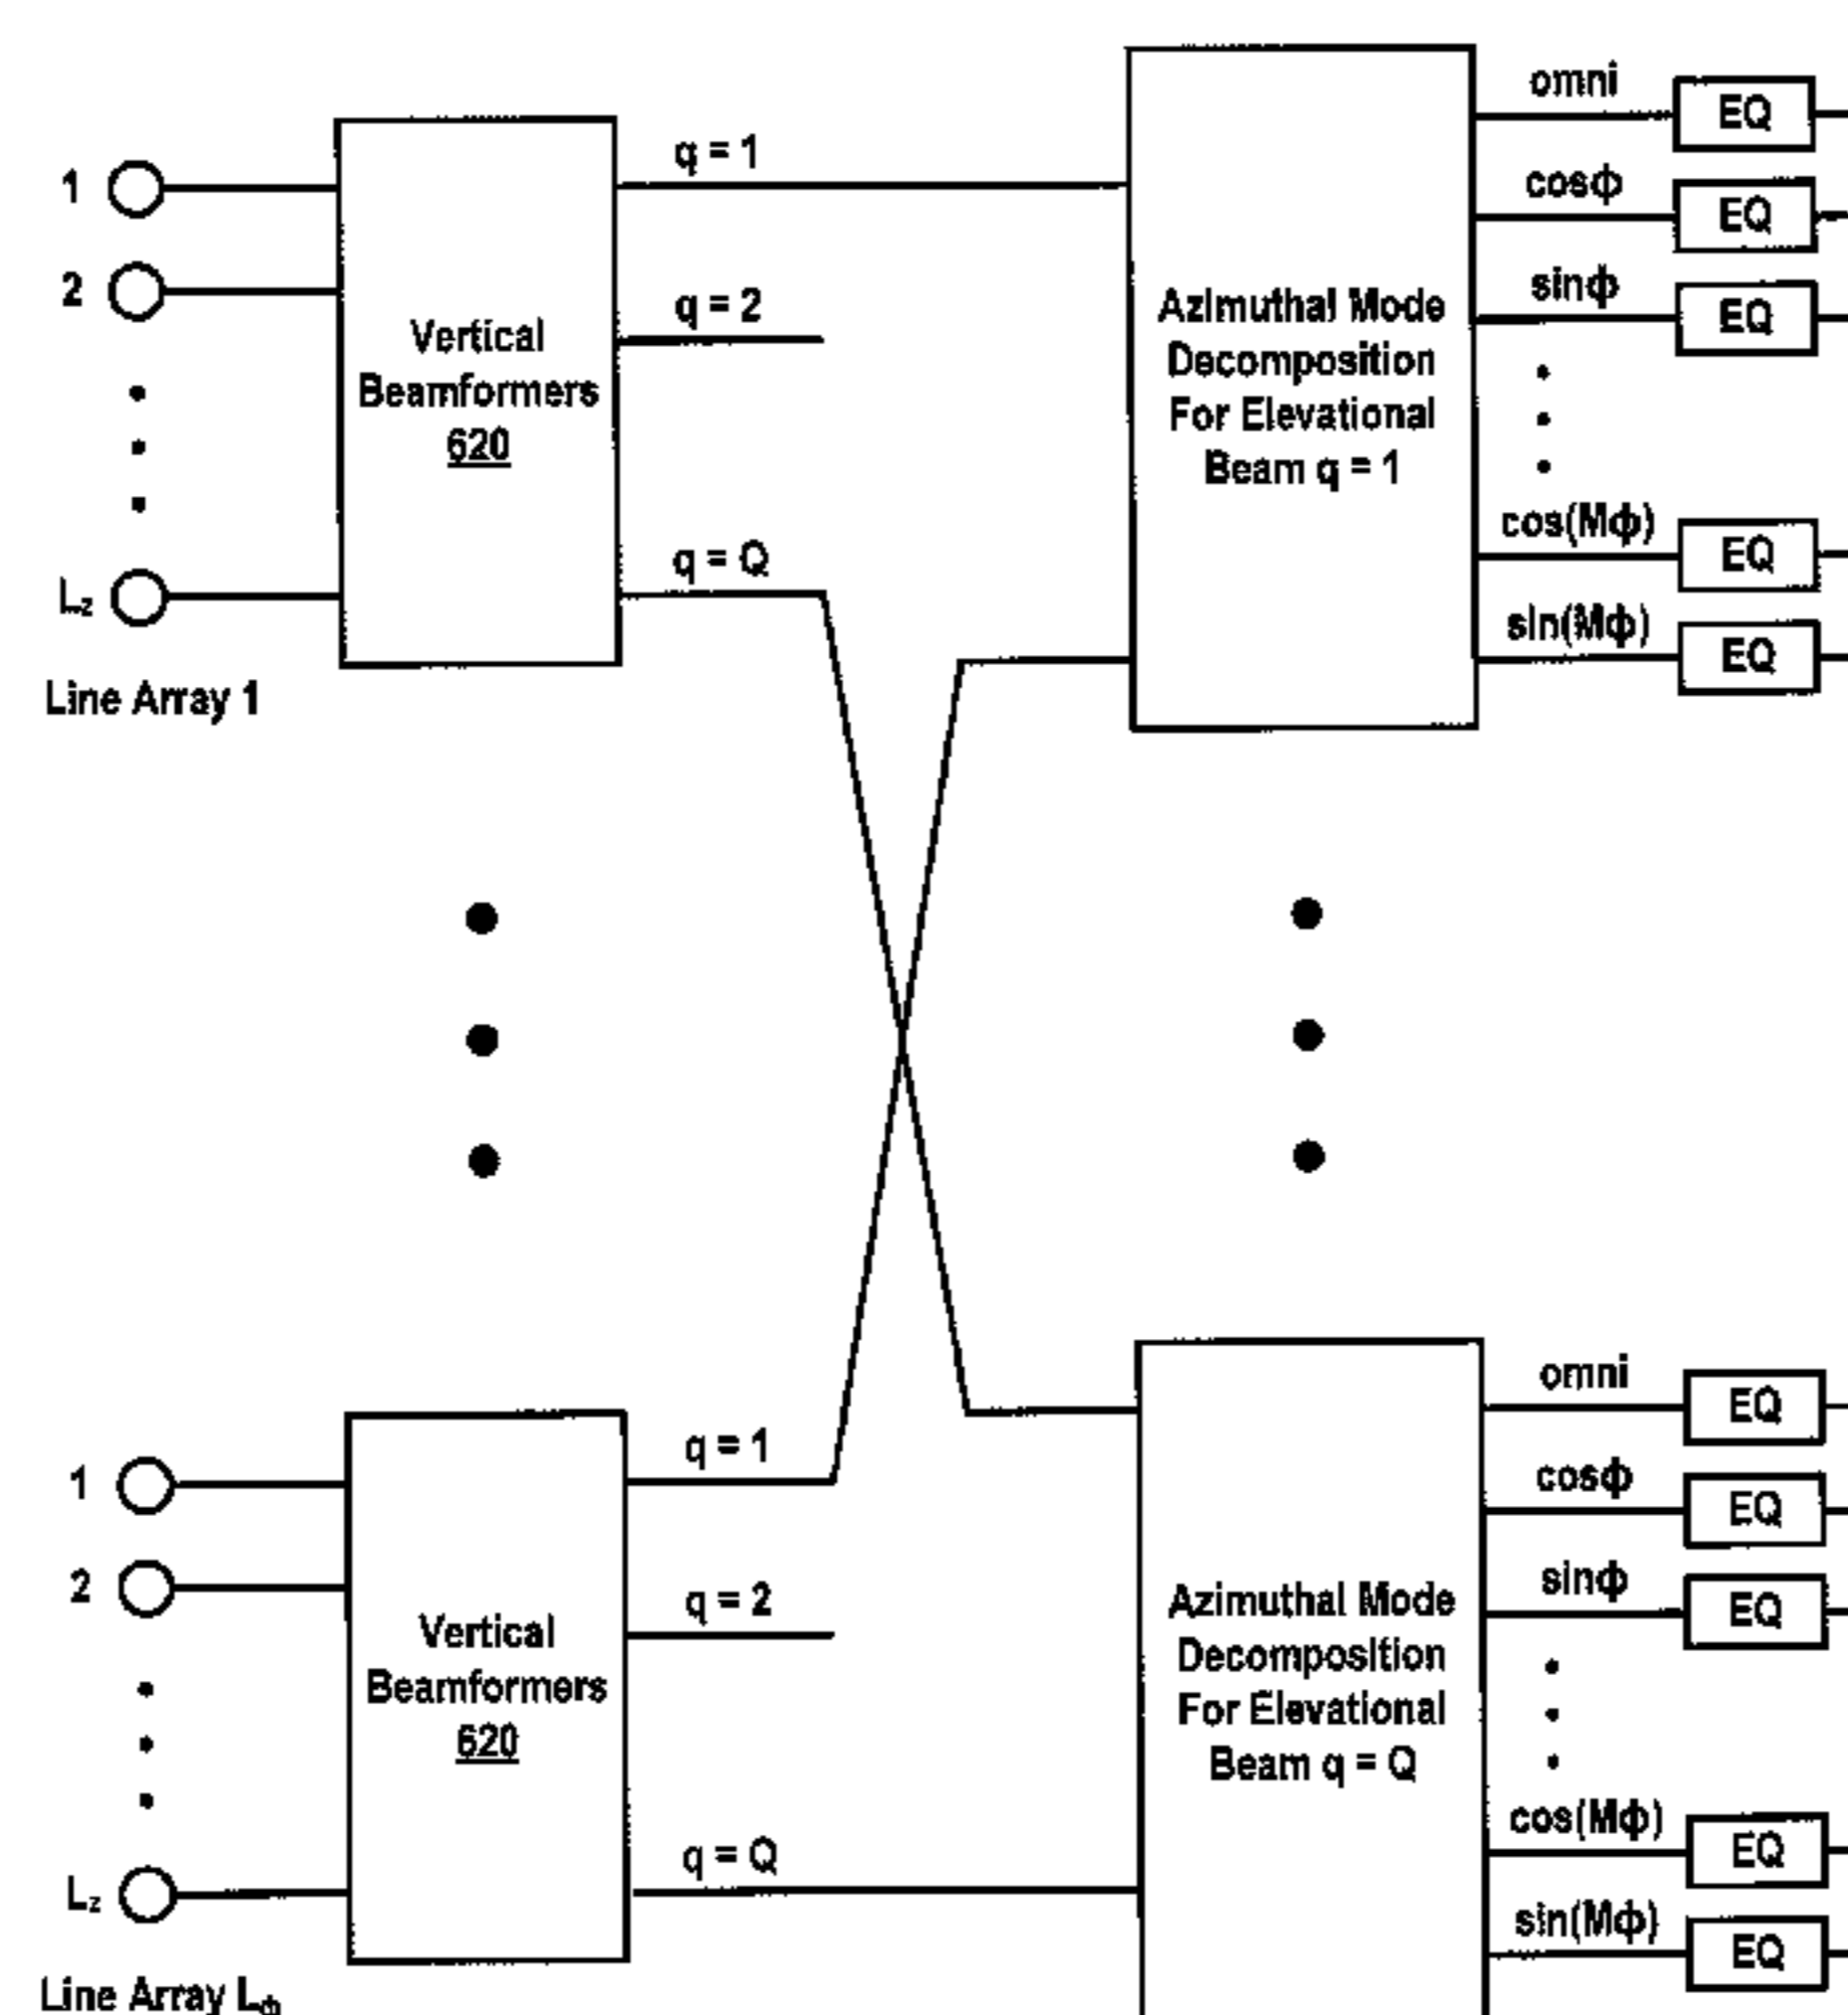 1
2
Lz
Line Array 1
Vertical
Beamformers
620
q = 1
q = 2
q = Q
Azimuthal Mode
Decomposition
For Elevational
Beam q = 1
omni
EQ
cosϕ
EQ
sinϕ
EQ
cos(Mϕ)
EQ
sin(Mϕ)
EQ
1
2
Lz
Line Array Lϕ
Vertical
Beamformers
620
q = 1
q = 2
q = Q
Azimuthal Mode
Decomposition
For Elevational
Beam q = Q
omni
EQ
cosϕ
EQ
sinϕ
EQ
cos(Mϕ)
EQ
sin(Mϕ)
EQ